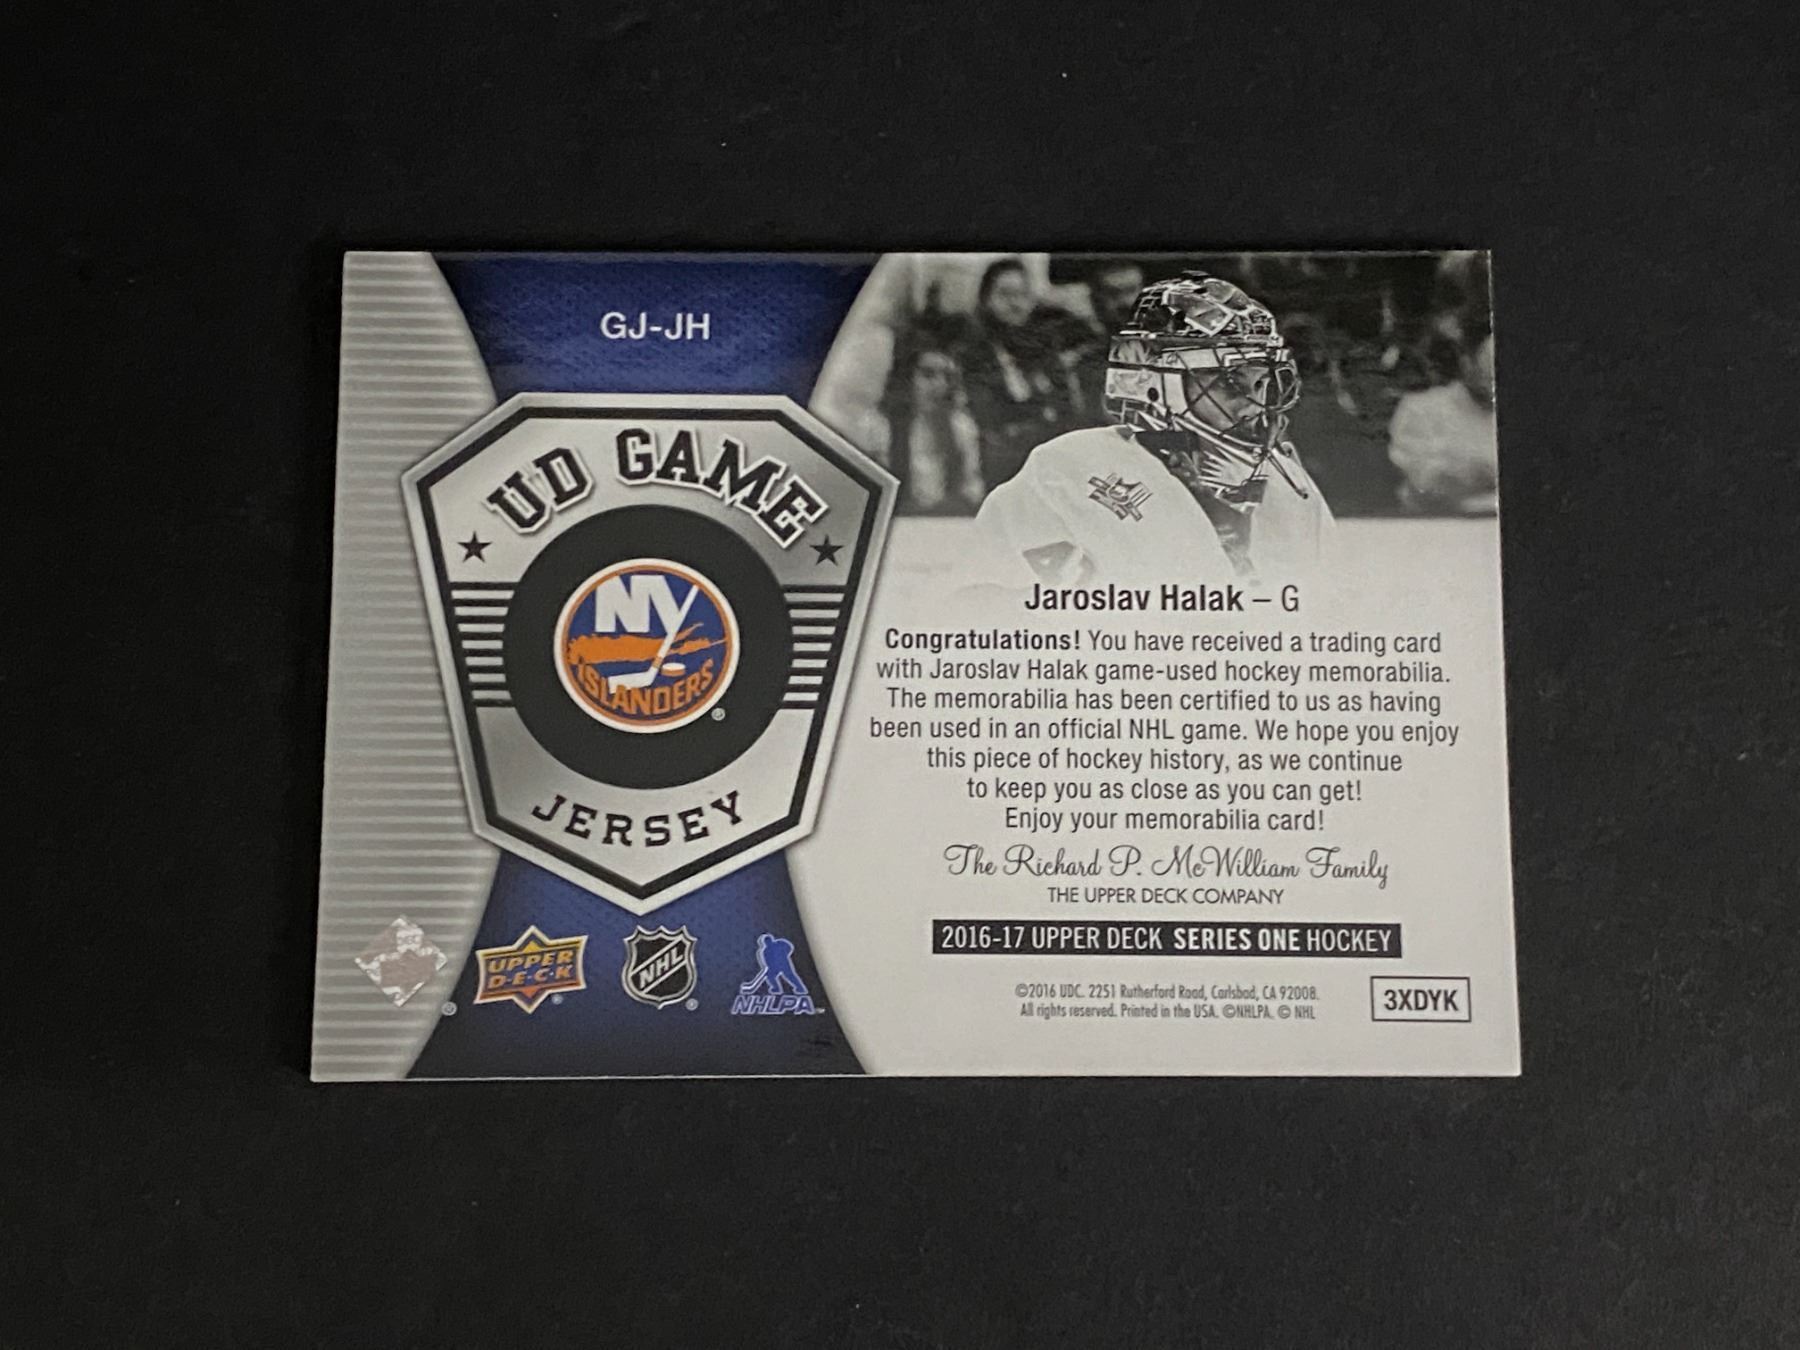 GJ-JH
UD GAME
NY
ISLANDERS
®
JERSEY
UPPER
D·E·C·K
®
NHL
®
NHLPA
™
®
Jaroslav Halak – G
Congratulations! You have received a trading card
with Jaroslav Halak game-used hockey memorabilia.
The memorabilia has been certified to us as having
been used in an official NHL game. We hope you enjoy
this piece of hockey history, as we continue
to keep you as close as you can get!
Enjoy your memorabilia card!
The Richard P. McWilliam Family
THE UPPER DECK COMPANY
2016-17 UPPER DECK SERIES ONE HOCKEY
©2016 UDC. 2251 Rutherford Road, Carlsbad, CA 92008.
All rights reserved. Printed in the USA. ©NHLPA. © NHL
3XDYK